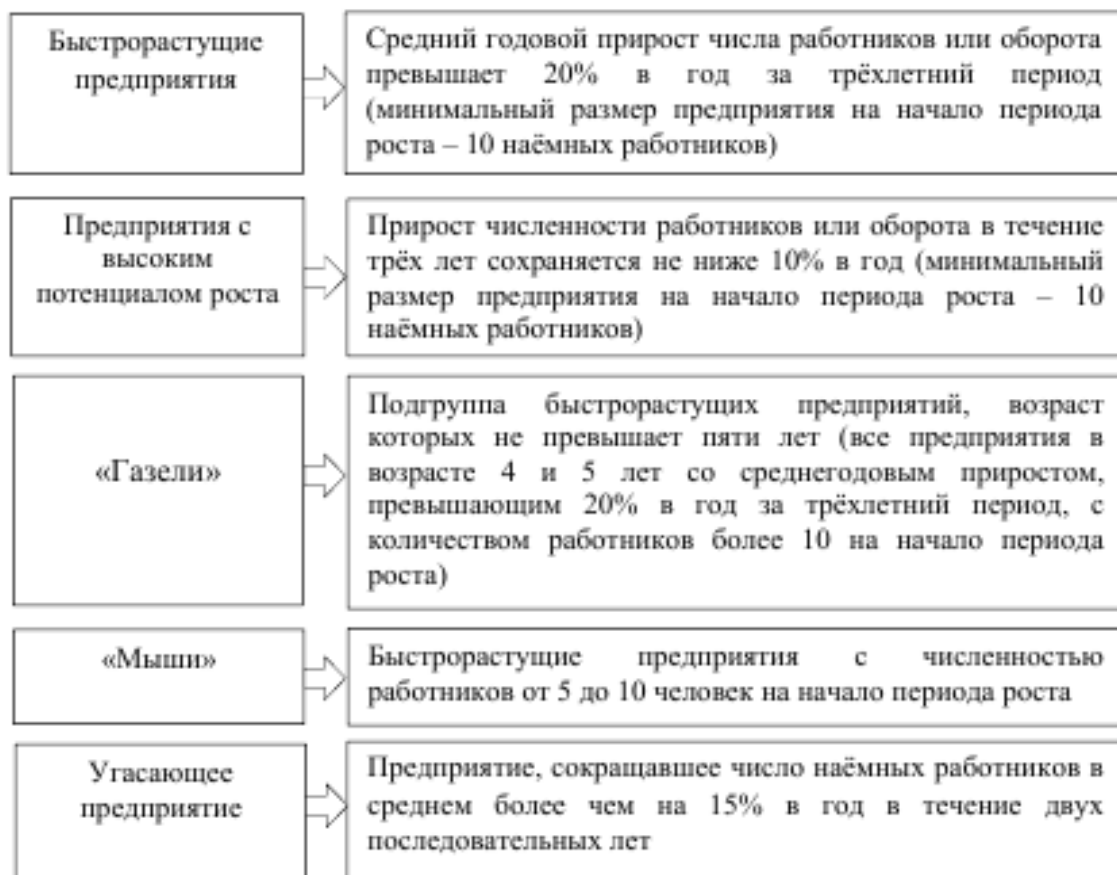 Быстрорастущие
предприятия
Средний годовой прирост числа работников или оборота
превышает 20% в год за трёхлетний период
(минимальный размер предприятия на начало периода
роста – 10 наёмных работников)
Предприятия с
высоким
потенциалом роста
Прирост численности работников или оборота в течение
трёх лет сохраняется не ниже 10% в год (минимальный
размер предприятия на начало периода роста – 10
наёмных работников)
«Газели»
Подгруппа быстрорастущих предприятий, возраст
которых не превышает пяти лет (все предприятия в
возрасте 4 и 5 лет со среднегодовым приростом,
превышающим 20% в год за трёхлетний период, с
количеством работников более 10 на начало периода
роста)
«Мыши»
Быстрорастущие предприятия с численностью
работников от 5 до 10 человек на начало периода роста
Угасающее
предприятие
Предприятие, сокращавшее число наёмных работников в
среднем более чем на 15% в год в течение двух
последовательных лет